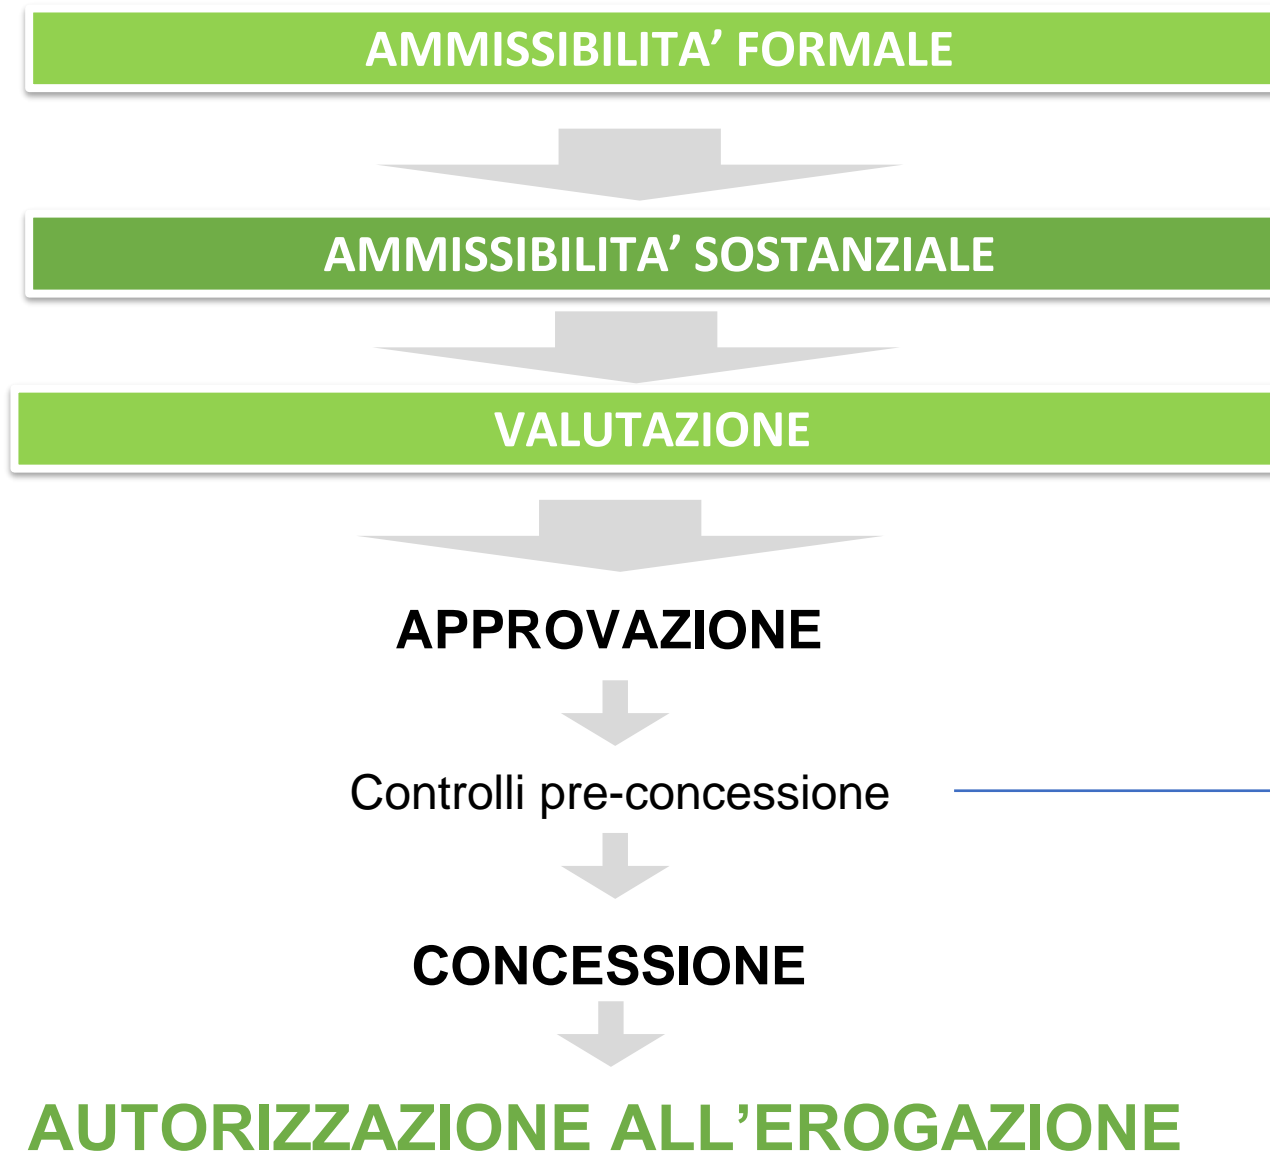 AMMISSIBILITA’ FORMALE
AMMISSIBILITA’ SOSTANZIALE
VALUTAZIONE
APPROVAZIONE
Controlli pre-concessione
CONCESSIONE
AUTORIZZAZIONE ALL’EROGAZIONE